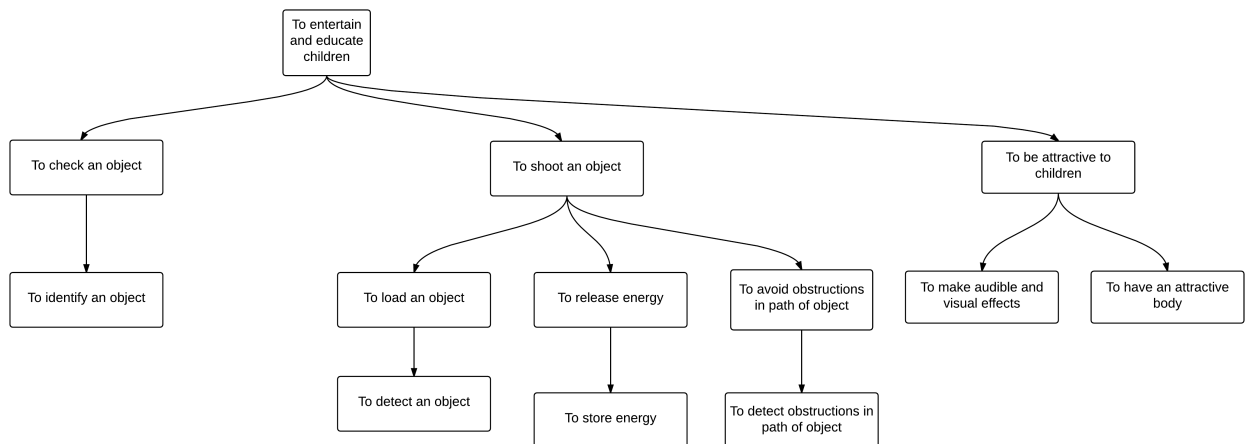 To entertain
and educate
children
To check an object
To shoot an object
To be attractive to
children
To identify an object
To load an object
To release energy
To avoid obstructions
in path of object
To make audible and
visual effects
To have an attractive
body
To detect an object
To store energy
To detect obstructions in
path of object